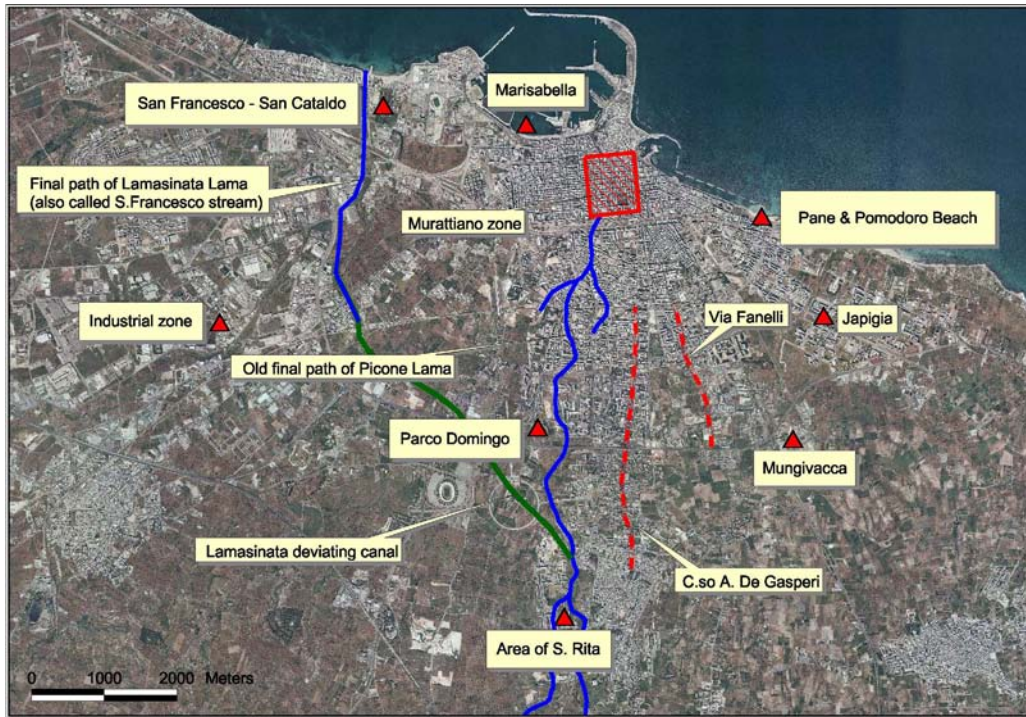 San Francesco - San Cataldo
Marisabella
Final path of Lamasinata Lama
(also called S.Francesco stream)
Murattiano zone
Pane & Pomodoro Beach
Industrial zone
Via Fanelli
Japigia
Old final path of Picone Lama
Parco Domingo
Mungivacca
Lamasinata deviating canal
C.so A. De Gasperi
Area of S. Rita
0 1000 2000 Meters